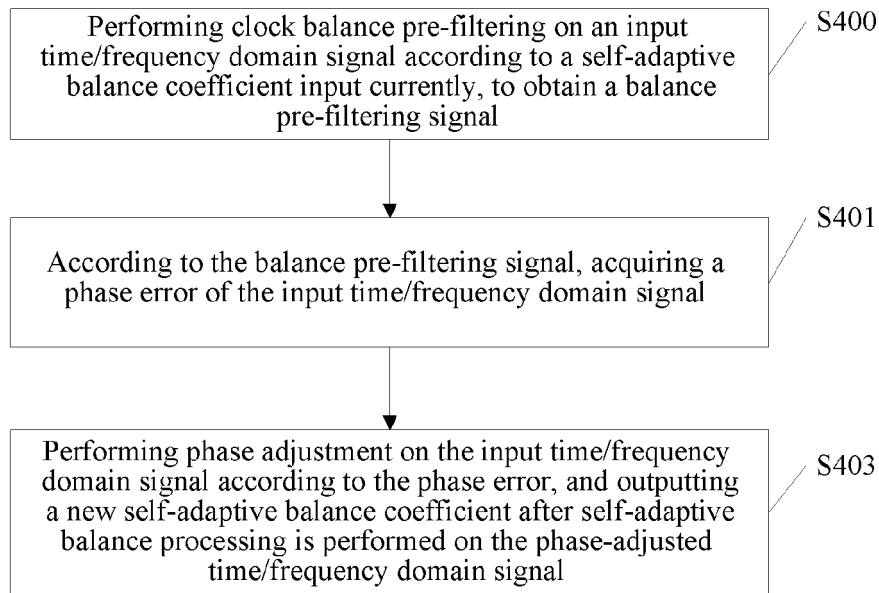 Performing clock balance pre-filtering on an input
time/frequency domain signal according to a self-adaptive
balance coefficient input currently, to obtain a balance
pre-filtering signal
S400
According to the balance pre-filtering signal, acquiring a
phase error of the input time/frequency domain signal
S401
Performing phase adjustment on the input time/frequency
domain signal according to the phase error, and outputting
a new self-adaptive balance coefficient after self-adaptive
balance processing is performed on the phase-adjusted
time/frequency domain signal
S403